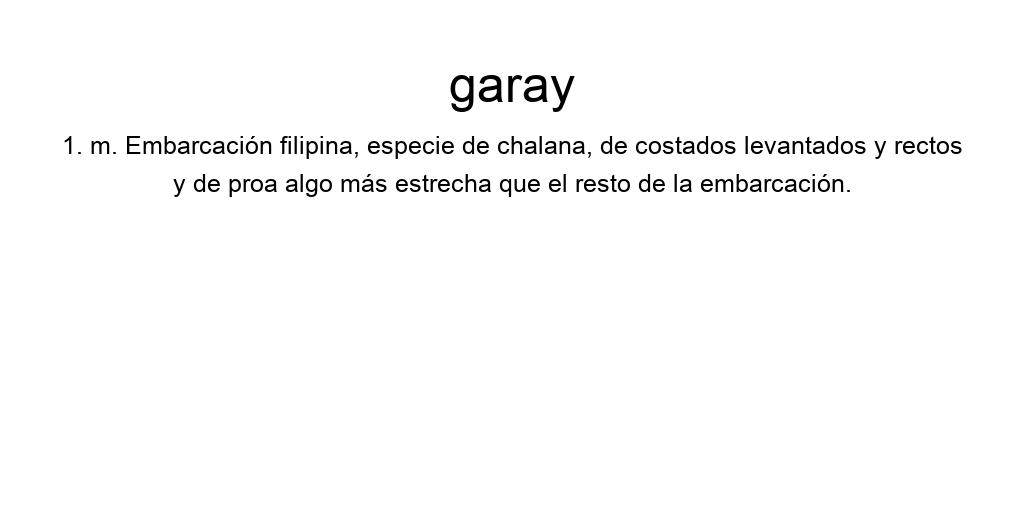 garay
1. m. Embarcación filipina, especie de chalana, de costados levantados y rectos
y de proa algo más estrecha que el resto de la embarcación.